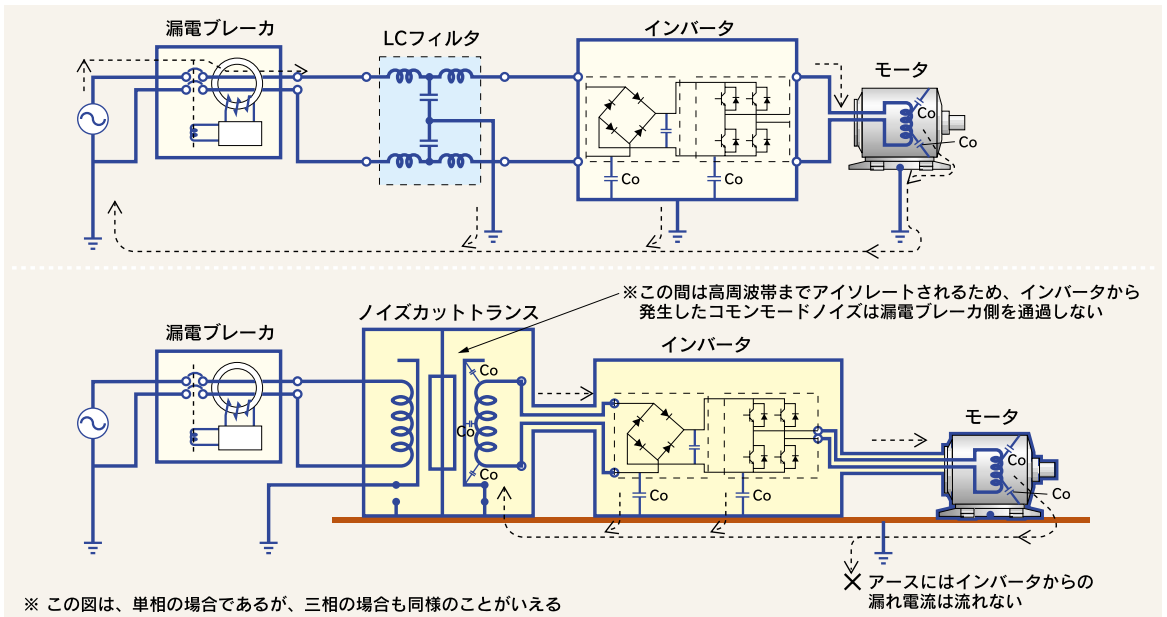 漏電ブレーカ
LCフィルタ
インバータ
モータ
Co
Co
Co
Co
ノイズカットトランス
※この間は高周波帯までアイソレートされるため、インバータから
発生したコモンモードノイズは漏電ブレーカ側を通過しない
漏電ブレーカ
インバータ
モータ
Co
Co
Co
Co
Co
Co
Co
アースにはインバータからの
漏れ電流は流れない
※ この図は、単相の場合であるが、三相の場合も同様のことがいえる